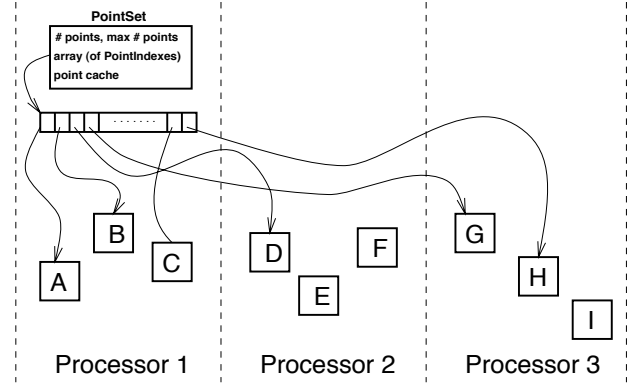 PointSet
# points, max # points
array (of PointIndexes)
point cache
.......
B
D
F
G
A
C
E
H
I
Processor 1
Processor 2
Processor 3